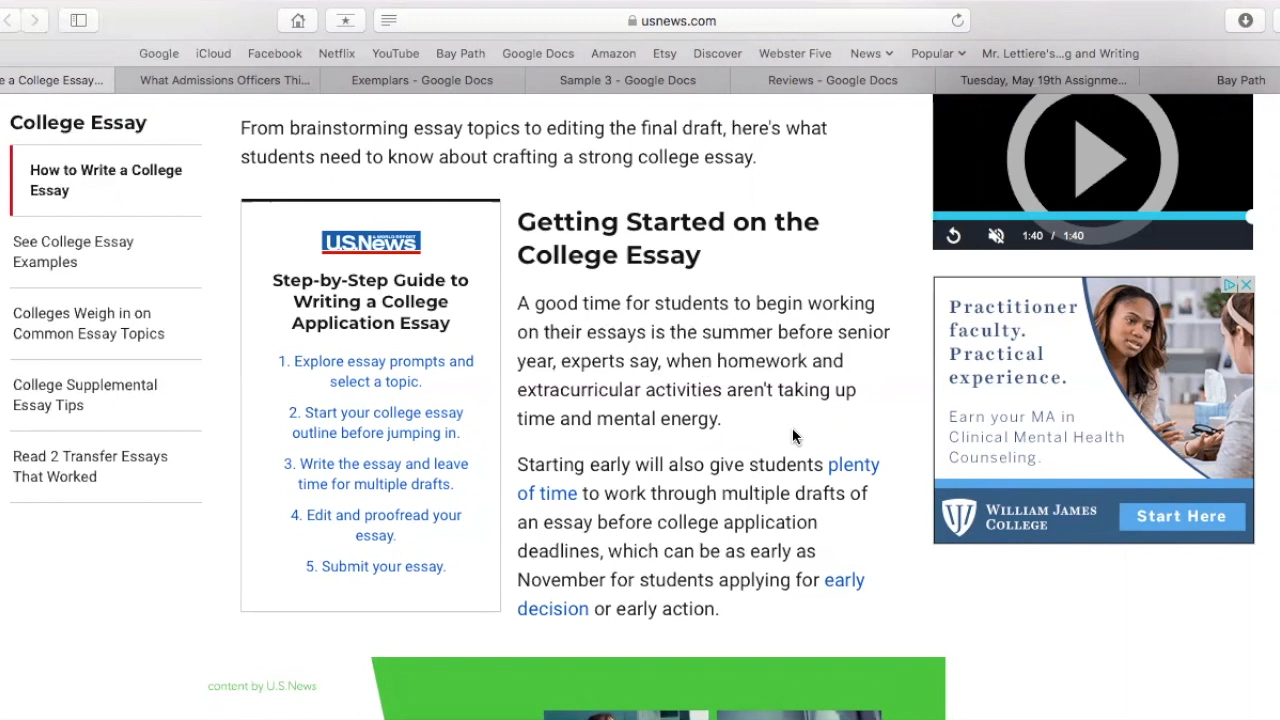 usnews.com
Google iCloud Facebook Netflix YouTube Bay Path Google Docs Amazon Etsy Discover Webster Five News Popular Mr. Lettiere's...g and Writing
e a College Essay... What Admissions Officers Thi... Exemplars - Google Docs Sample 3 - Google Docs Reviews - Google Docs Tuesday, May 19th Assignme... Bay Path
College Essay
How to Write a College
Essay
See College Essay
Examples
Colleges Weigh in on
Common Essay Topics
College Supplemental
Essay Tips
Read 2 Transfer Essays
That Worked
From brainstorming essay topics to editing the final draft, here's what
students need to know about crafting a strong college essay.
U.S.News
& WORLD REPORT
Step-by-Step Guide to
Writing a College
Application Essay
1. Explore essay prompts and
select a topic.
2. Start your college essay
outline before jumping in.
3. Write the essay and leave
time for multiple drafts.
4. Edit and proofread your
essay.
5. Submit your essay.
Getting Started on the
College Essay
A good time for students to begin working
on their essays is the summer before senior
year, experts say, when homework and
extracurricular activities aren't taking up
time and mental energy.
Starting early will also give students plenty
of time to work through multiple drafts of
an essay before college application
deadlines, which can be as early as
November for students applying for early
decision or early action.
1:40 / 1:40
Practitioner
faculty.
Practical
experience.
Earn your MA in
Clinical Mental Health
Counseling.
WILLIAM JAMES
COLLEGE
Start Here
content by U.S.News